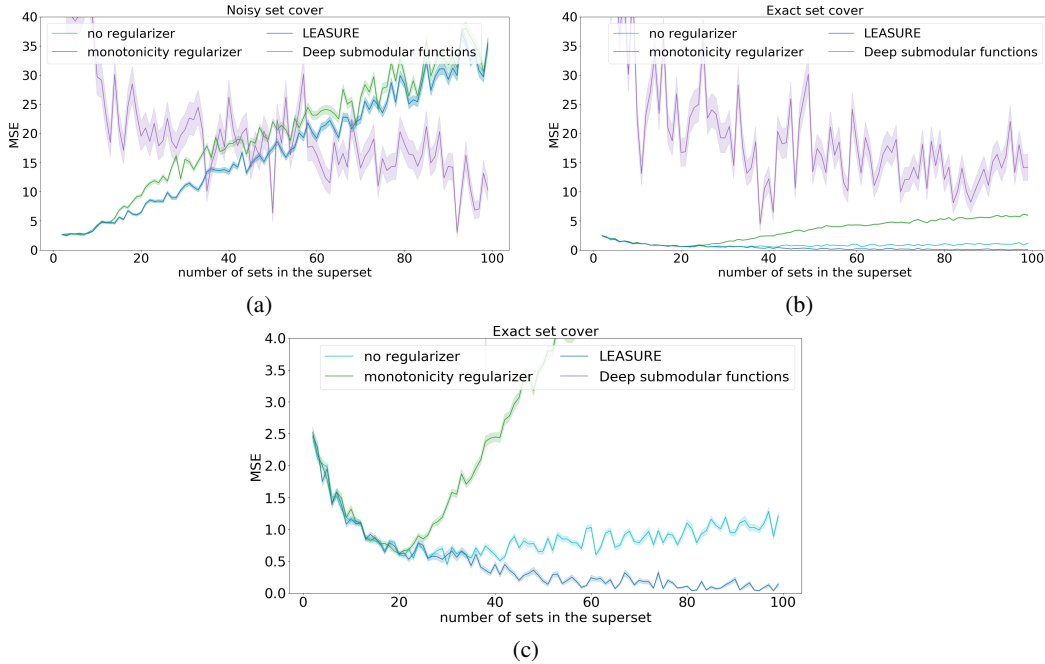 Noisy set cover
no regularizer
monotonicity regularizer
LEASURE
Deep submodular functions
MSE
40
35
30
25
20
15
10
5
0
0 20 40 60 80 100
number of sets in the superset
(a)
Exact set cover
no regularizer
monotonicity regularizer
LEASURE
Deep submodular functions
MSE
40
35
30
25
20
15
10
5
0
0 20 40 60 80 100
number of sets in the superset
(b)
Exact set cover
no regularizer
monotonicity regularizer
LEASURE
Deep submodular functions
MSE
4.0
3.5
3.0
2.5
2.0
1.5
1.0
0.5
0.0
0 20 40 60 80 100
number of sets in the superset
(c)